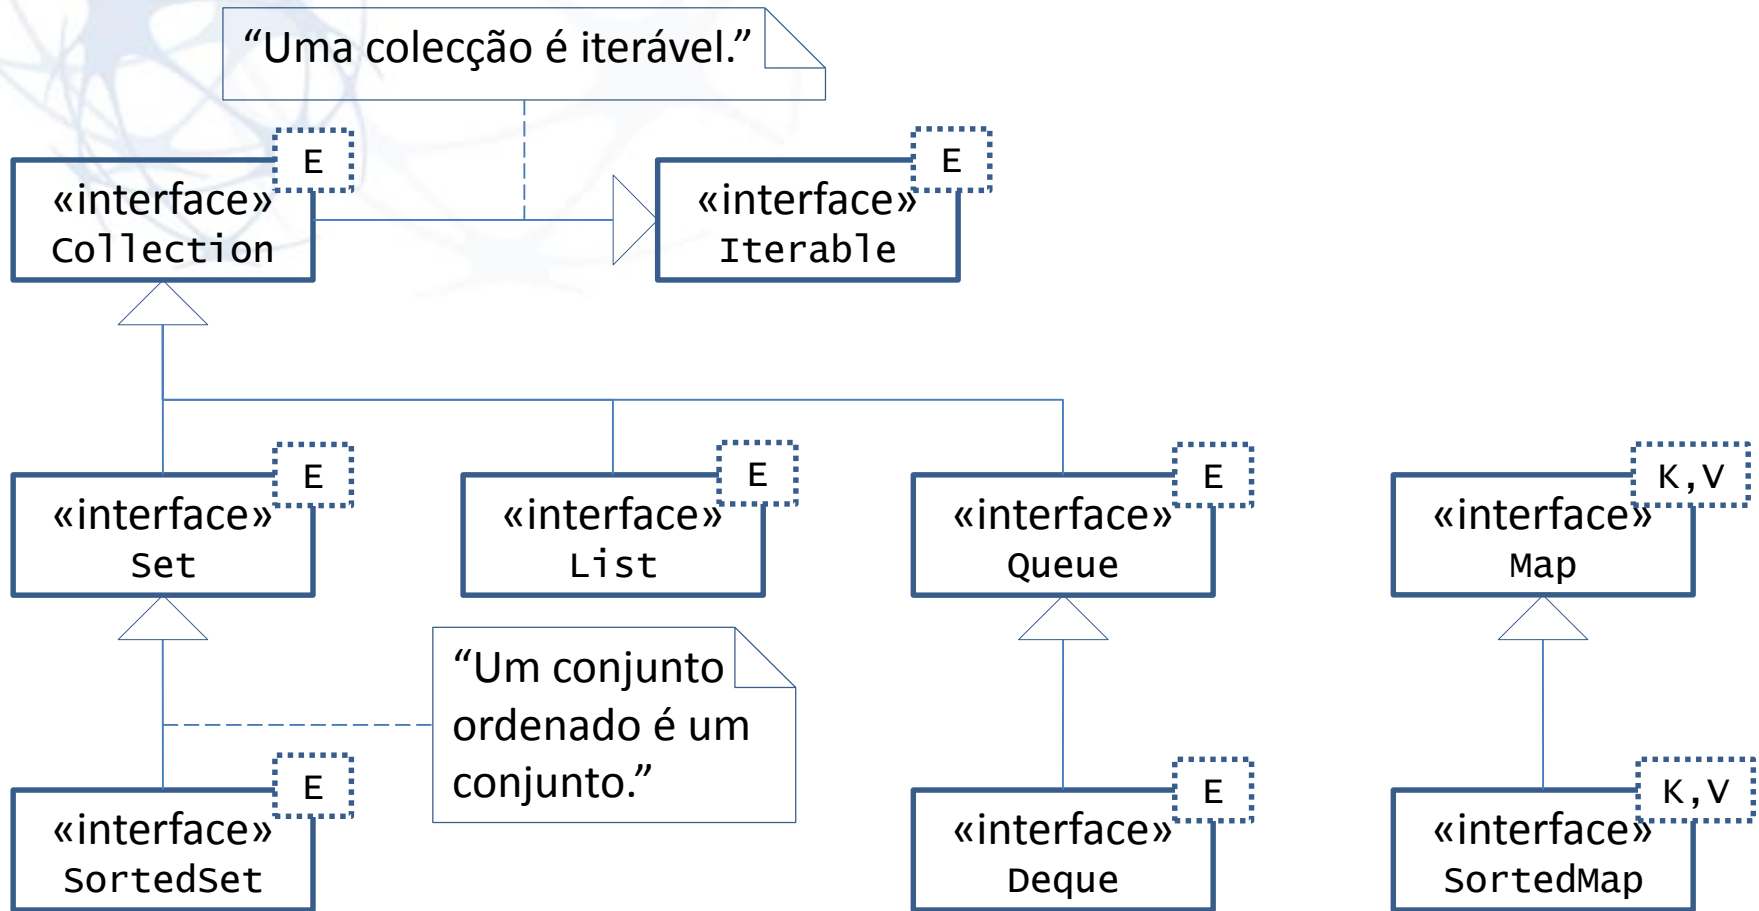 “Uma colecção é iterável.”
E
«interface»
Collection
E
«interface»
Iterable
E
«interface»
Set
E
«interface»
List
E
«interface»
Queue
K,V
«interface»
Map
“Um conjunto
ordenado é um
conjunto.”
E
«interface»
SortedSet
E
«interface»
Deque
K,V
«interface»
SortedMap